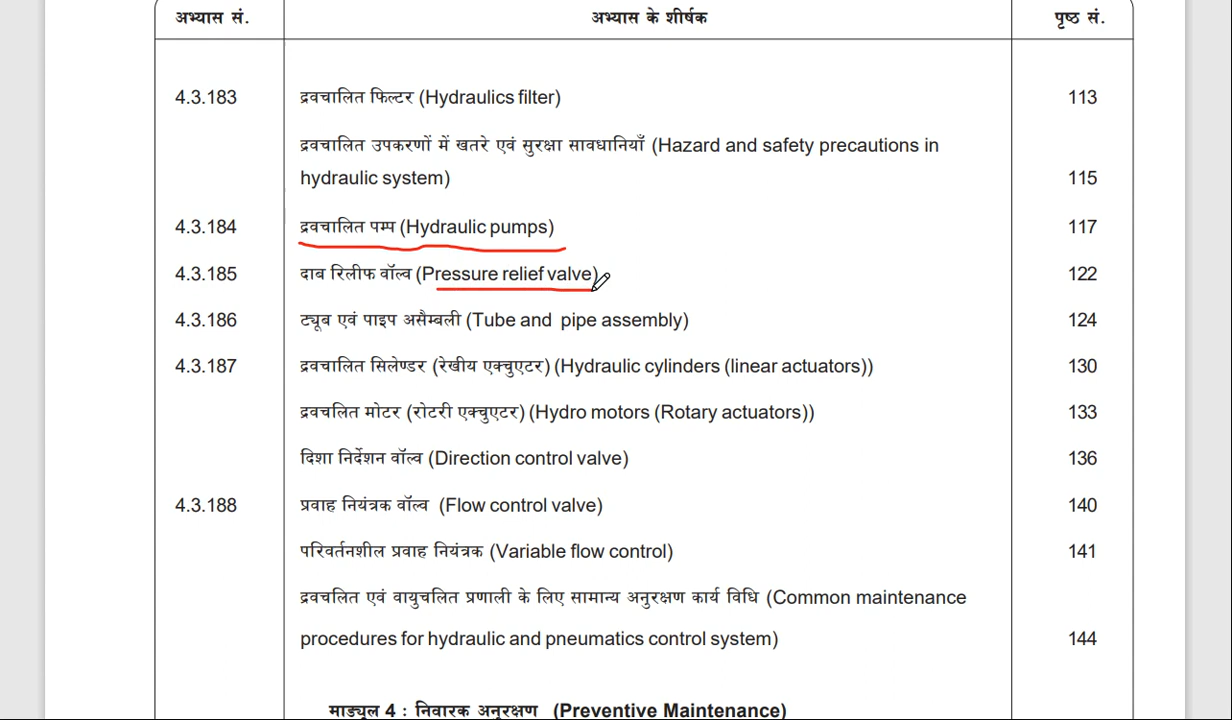 अभ्यास सं. अभ्यास के शीर्षक पृष्ठ सं.
4.3.183 द्रवचालित फिल्टर (Hydraulics filter) 113
द्रवचालित उपकरणों में खतरे एवं सुरक्षा सावधानियाँ (Hazard and safety precautions in
hydraulic system) 115
4.3.184 द्रवचालित पम्प (Hydraulic pumps) 117
4.3.185 दाब रिलीफ वॉल्व (Pressure relief valve) 122
4.3.186 ट्यूब एवं पाइप असैम्बली (Tube and pipe assembly) 124
4.3.187 द्रवचालित सिलेण्डर (रेखीय एक्चुएटर) (Hydraulic cylinders (linear actuators)) 130
द्रवचलित मोटर (रोटरी एक्चुएटर) (Hydro motors (Rotary actuators)) 133
दिशा निर्देशन वॉल्व (Direction control valve) 136
4.3.188 प्रवाह नियंत्रक वॉल्व (Flow control valve) 140
परिवर्तनशील प्रवाह नियंत्रक (Variable flow control) 141
द्रवचलित एवं वायुचलित प्रणाली के लिए सामान्य अनुरक्षण कार्य विधि (Common maintenance
procedures for hydraulic and pneumatics control system) 144
माड्यूल 4 : निवारक अनुरक्षण (Preventive Maintenance)